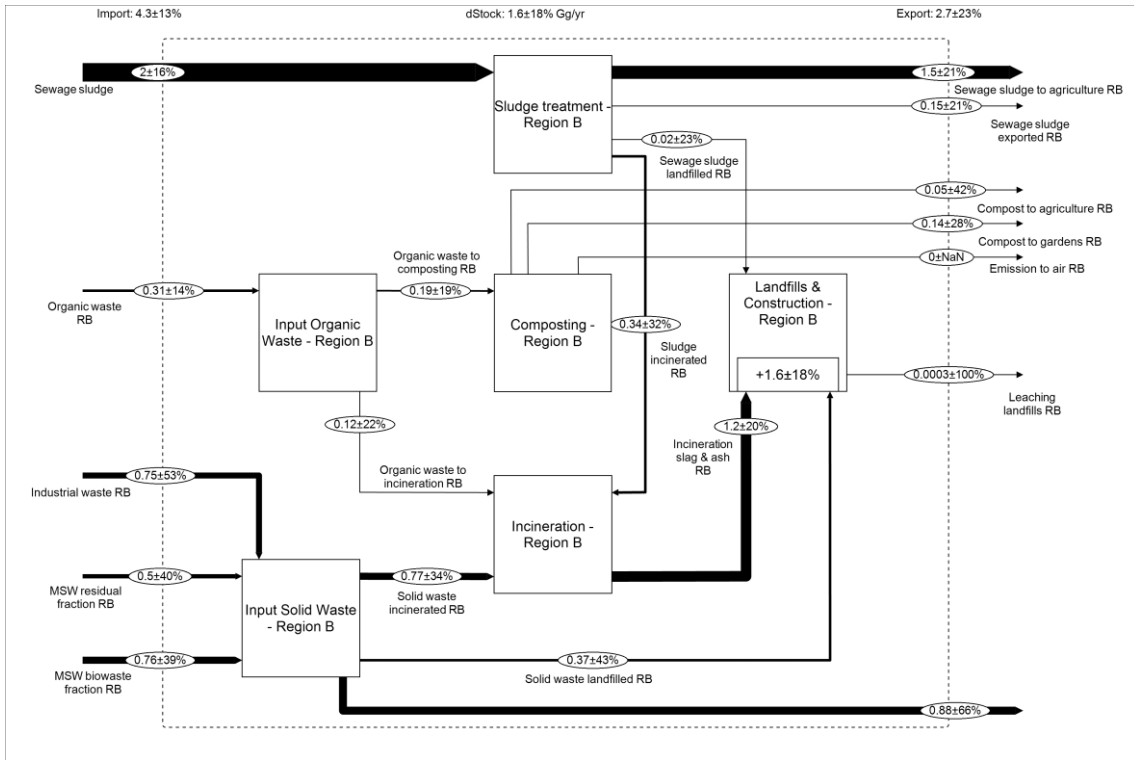 Import: 4.3±13%
dStock: 1.6±18% Gg/yr
Export: 2.7±23%
2±16%
Sewage sludge
Sludge treatment -
Region B
1.5±21%
Sewage sludge to agriculture RB
0.15±21%
Sewage sludge
exported RB
0.02±23%
Sewage sludge
landfilled RB
0.05±42%
Compost to agriculture RB
0.14±28%
Compost to gardens RB
0±NaN
Emission to air RB
Organic waste to
composting RB
0.31±14%
Organic waste
RB
Input Organic
Waste - Region B
0.19±19%
Composting -
Region B
0.34±32%
Sludge
incinerated
RB
Landfills &
Construction -
Region B
+1.6±18%
0.0003±100%
Leaching
landfills RB
0.12±22%
1.2±20%
Incineration
slag & ash
RB
Organic waste to
incineration RB
0.75±53%
Industrial waste RB
Incineration -
Region B
0.5±40%
MSW residual
fraction RB
Input Solid Waste
- Region B
0.77±34%
Solid waste
incinerated RB
0.76±39%
MSW biowaste
fraction RB
0.37±43%
Solid waste landfilled RB
0.88±66%